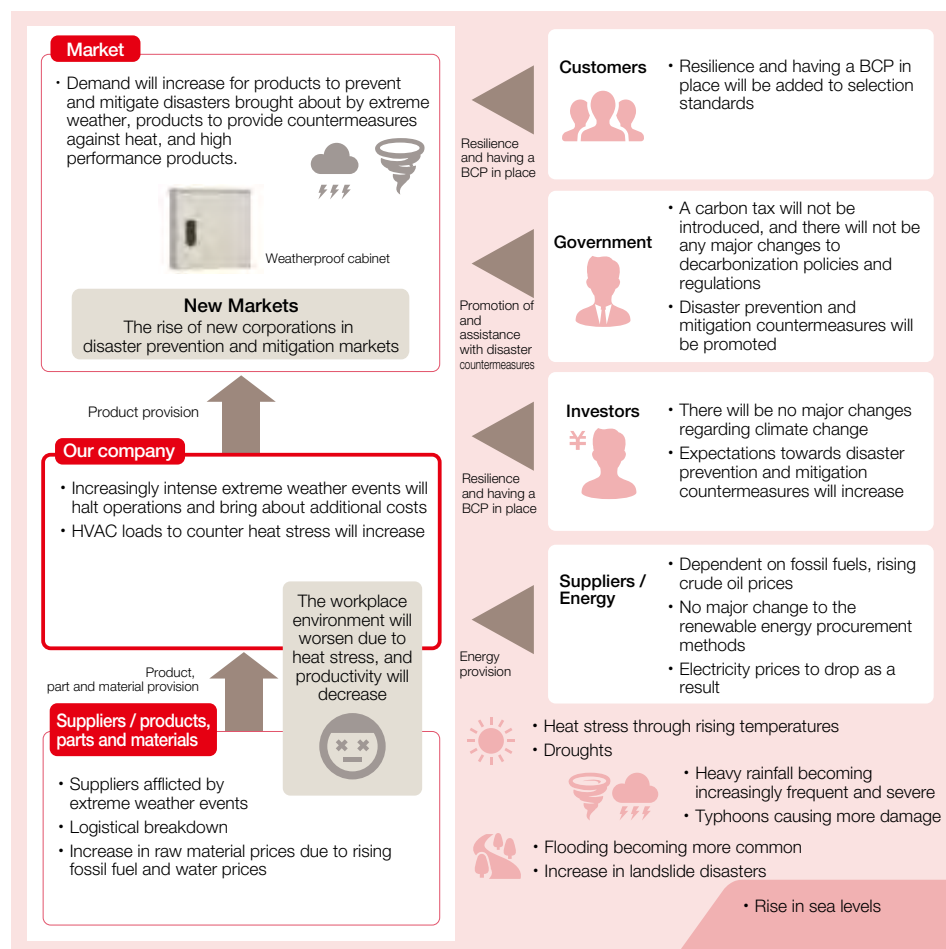 Market
・Demand will increase for products to prevent
and mitigate disasters brought about by extreme
weather, products to provide countermeasures
against heat, and high
performance products.
Weatherproof cabinet
New Markets
The rise of new corporations in
disaster prevention and mitigation markets
Product provision
Our company
・Increasingly intense extreme weather events will
halt operations and bring about additional costs
・HVAC loads to counter heat stress will increase
The workplace
environment will
worsen due to
heat stress, and
productivity will
decrease
Product,
part and material provision
Suppliers / products,
parts and materials
・Suppliers afflicted by
extreme weather events
・Logistical breakdown
・Increase in raw material prices due to rising
fossil fuel and water prices
Resilience
and having a
BCP in place
Customers
・Resilience and having a BCP in
place will be added to selection
standards
Promotion of
and
assistance
with disaster
countermeasures
Government
・A carbon tax will not be
introduced, and there will not be
any major changes to
decarbonization policies and
regulations
・Disaster prevention and
mitigation countermeasures will
be promoted
Resilience
and having a
BCP in place
Investors
¥
・There will be no major changes
regarding climate change
・Expectations towards disaster
prevention and mitigation
countermeasures will increase
Energy
provision
Suppliers /
Energy
・Dependent on fossil fuels, rising
crude oil prices
・No major change to the
renewable energy procurement
methods
・Electricity prices to drop as a
result
・Heat stress through rising temperatures
・Droughts
・Heavy rainfall becoming
increasingly frequent and severe
・Typhoons causing more damage
・Flooding becoming more common
・Increase in landslide disasters
・Rise in sea levels